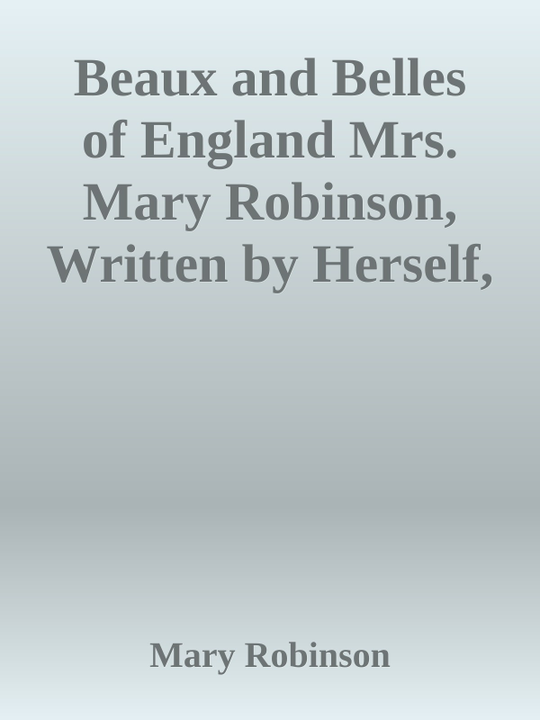 Beaux and Belles
of England Mrs.
Mary Robinson,
Written by Herself,
Mary Robinson